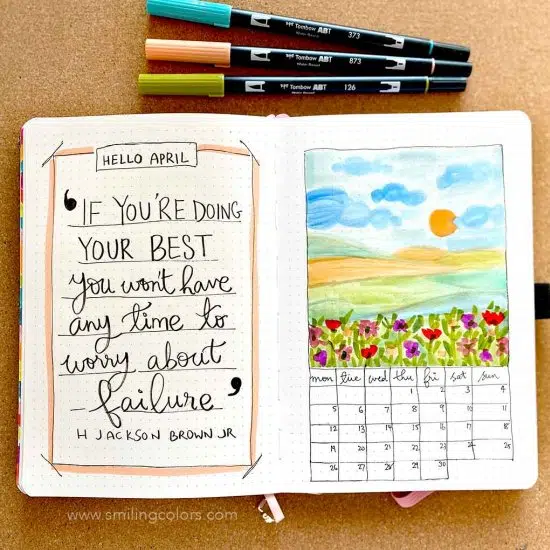 373
Tombow ABT
873
Tombow ABT
126
Tombow ABT
HELLO APRIL
‘IF YOU'RE DOING
YOUR BEST
you won't have
any time to
worry about
failure’
H JACKSON BROWN JR
mon tue wed thu fri sat sun
1 2 3 4
5 6 7 8 9 10 11
12 13 14 15 16 17 18
19 20 21 22 23 24 25
26 27 28 29 30
www.smilingcolors.com